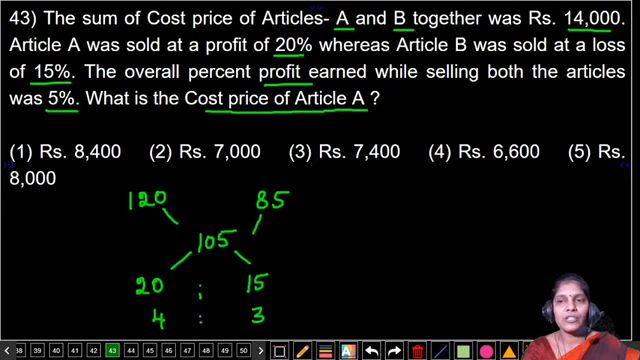 43) The sum of Cost price of Articles- A and B together was Rs. 14,000.
Article A was sold at a profit of 20% whereas Article B was sold at a loss
of 15%. The overall percent profit earned while selling both the articles
was 5%. What is the Cost price of Article A ?
(1) Rs. 8,400 (2) Rs. 7,000 (3) Rs. 7,400 (4) Rs. 6,600 (5) Rs.
8,000
120 85
105
20 : 15
4 : 3
38 39 40 41 42 43 44 45 46 47 48 49 50